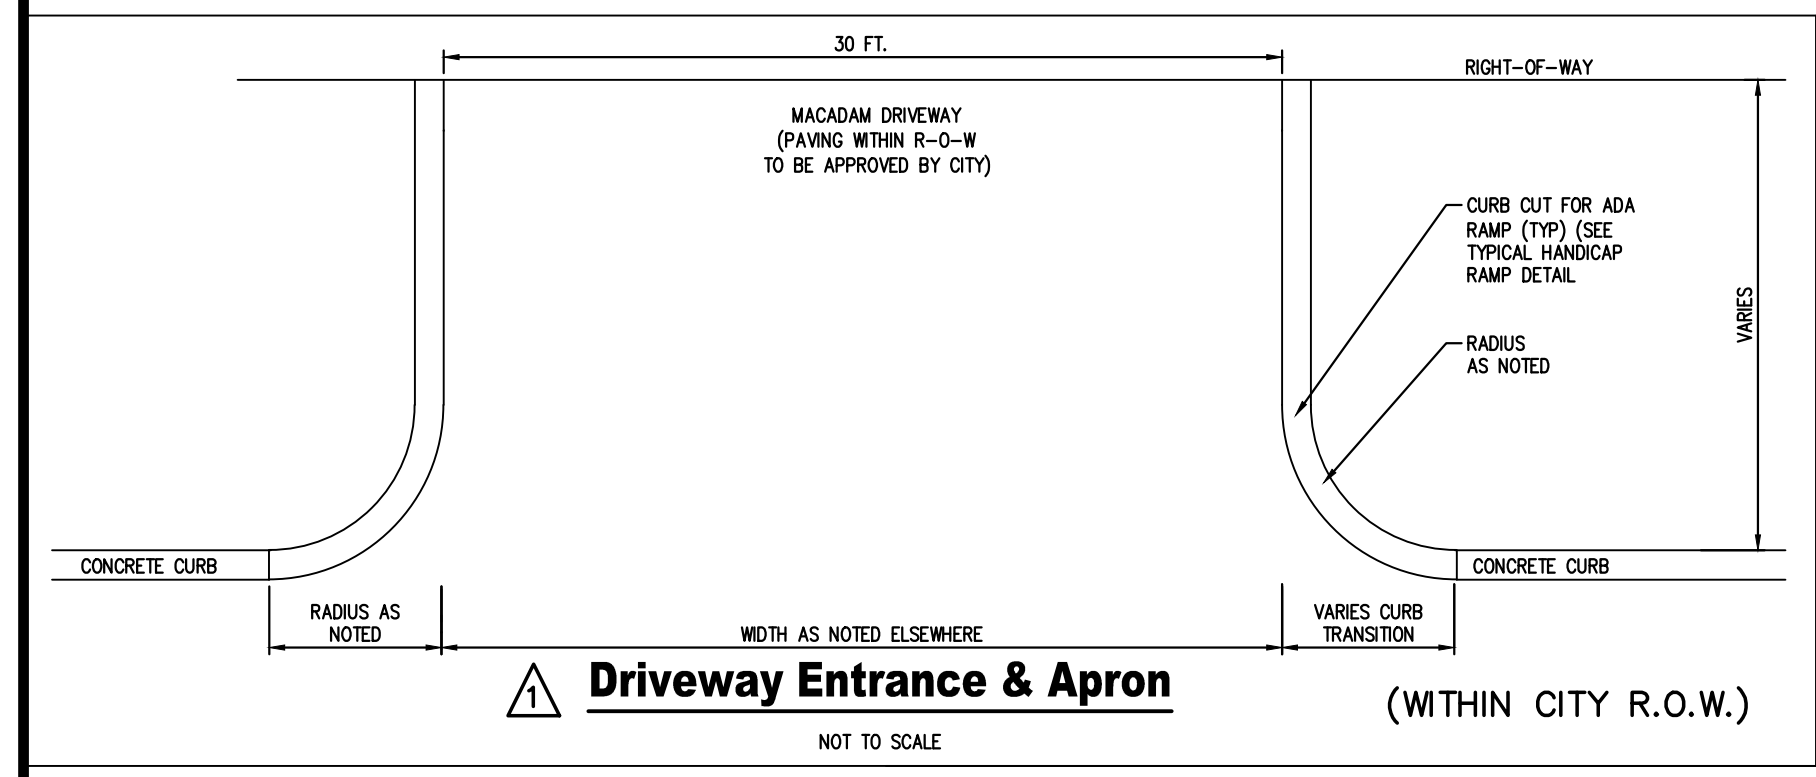 30 FT.
RIGHT-OF-WAY
MACADAM DRIVEWAY
(PAVING WITHIN R-O-W
TO BE APPROVED BY CITY)
CURB CUT FOR ADA
RAMP (TYP) (SEE
TYPICAL HANDICAP
RAMP DETAIL
VARIES
RADIUS
AS NOTED
CONCRETE CURB
CONCRETE CURB
RADIUS AS
NOTED
WIDTH AS NOTED ELSEWHERE
VARIES CURB
TRANSITION
1
Driveway Entrance & Apron
(WITHIN CITY R.O.W.)
NOT TO SCALE